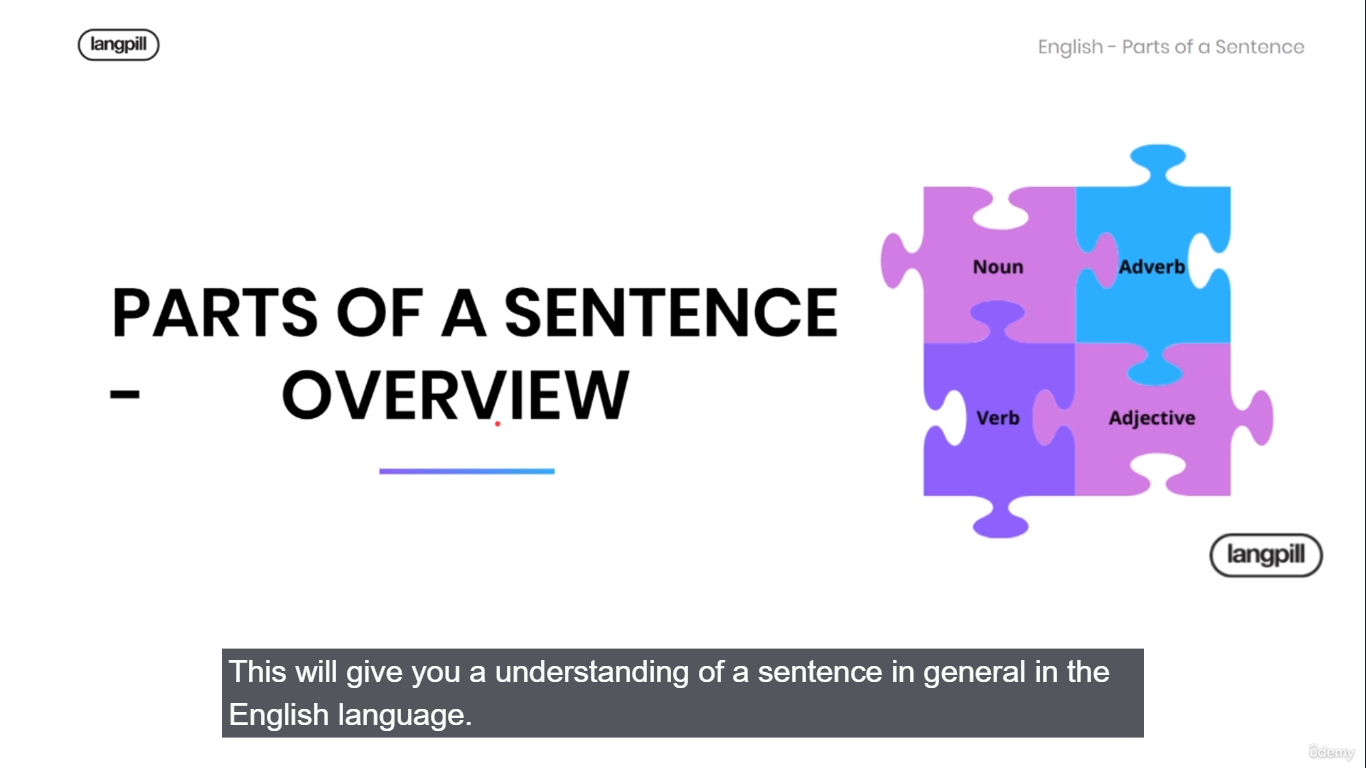 langpill
English - Parts of a Sentence
PARTS OF A SENTENCE
- OVERVIEW
Noun
Adverb
Verb
Adjective
langpill
This will give you a understanding of a sentence in general in the
English language.
ûdemy